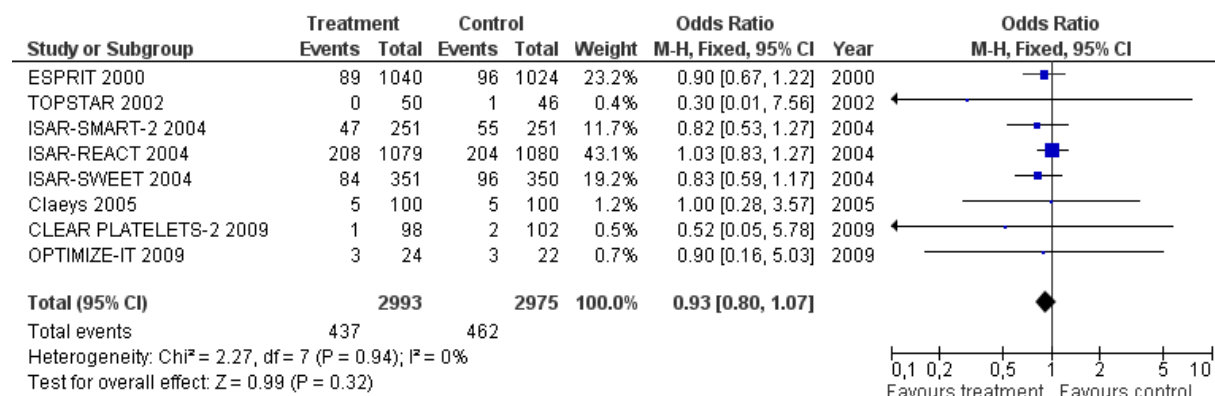 Treatment Control Odds Ratio Odds Ratio
Study or Subgroup Events Total Events Total Weight M-H, Fixed, 95% CI Year M-H, Fixed, 95% CI
ESPRIT 2000 89 1040 96 1024 23.2% 0.90 [0.67, 1.22] 2000
TOPSTAR 2002 0 50 1 46 0.4% 0.30 [0.01, 7.56] 2002
ISAR-SMART-2 2004 47 251 55 251 11.7% 0.82 [0.53, 1.27] 2004
ISAR-REACT 2004 208 1079 204 1080 43.1% 1.03 [0.83, 1.27] 2004
ISAR-SWEET 2004 84 351 96 350 19.2% 0.83 [0.59, 1.17] 2004
Claeys 2005 5 100 5 100 1.2% 1.00 [0.28, 3.57] 2005
CLEAR PLATELETS-2 2009 1 98 2 102 0.5% 0.52 [0.05, 5.78] 2009
OPTIMIZE-IT 2009 3 24 3 22 0.7% 0.90 [0.16, 5.03] 2009
Total (95% CI) 2993 2975 100.0% 0.93 [0.80, 1.07]
Total events 437 462
Heterogeneity: Chi² = 2.27, df = 7 (P = 0.94); I² = 0%
Test for overall effect: Z = 0.99 (P = 0.32)
0,1 0,2 0,5 1 2 5 10
Favours treatment Favours control